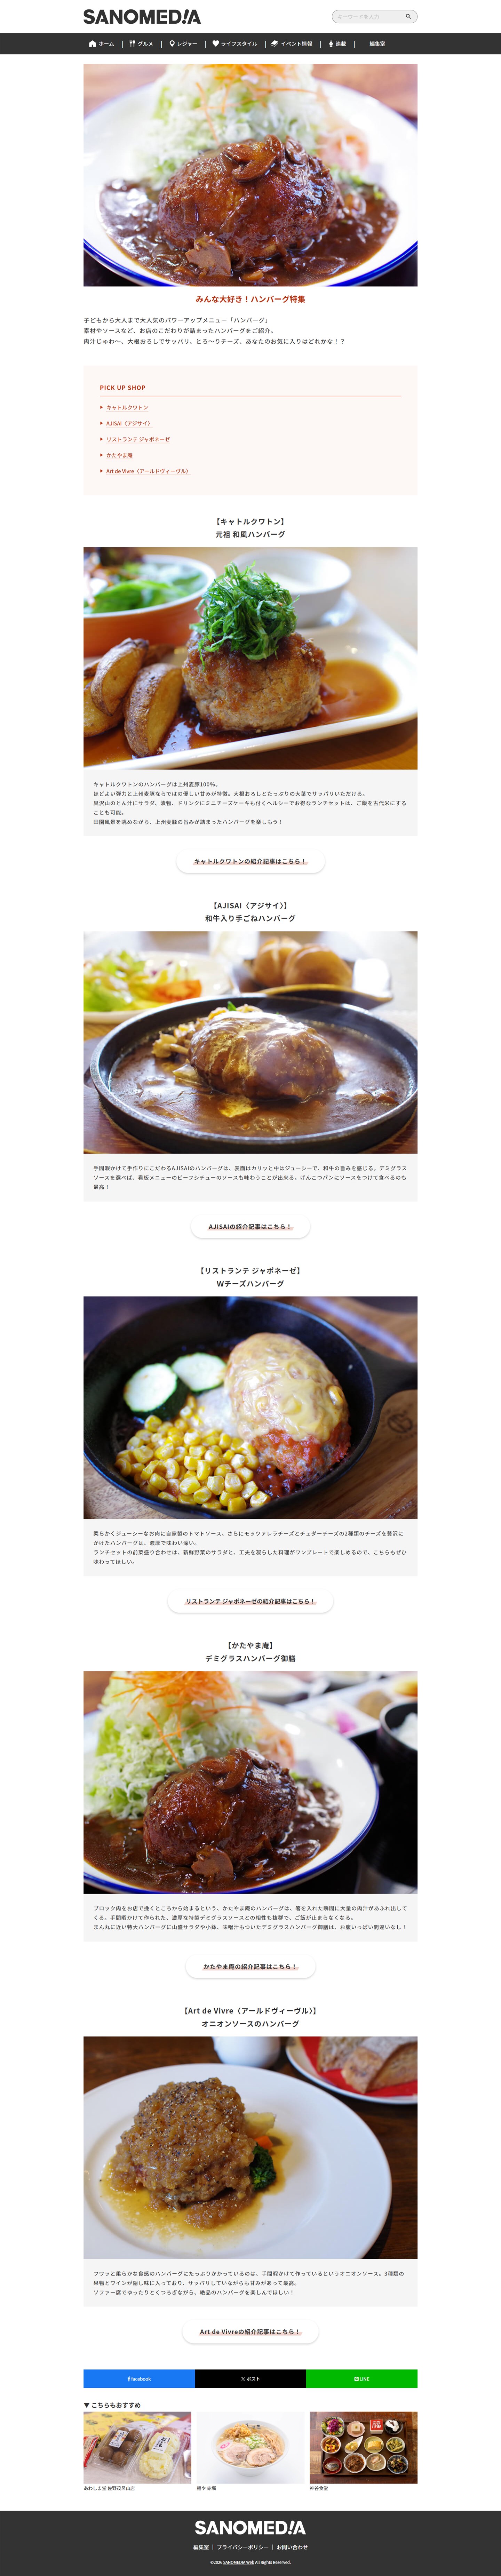 SANOMED!A
キーワードを入力
ホーム
グルメ
レジャー
ライフスタイル
イベント情報
連載
編集室
みんな大好き！ハンバーグ特集
子どもから大人まで大人気のパワーアップメニュー「ハンバーグ」
素材やソースなど、お店のこだわりが詰まったハンバーグをご紹介。
肉汁じゅわ～、大根おろしでサッパリ、とろ～りチーズ、あなたのお気に入りはどれかな！？
PICK UP SHOP
キャトルクワトン
AJISAI〈アジサイ〉
リストランテ ジャポネーゼ
かたやま庵
Art de Vivre〈アールドヴィーヴル〉
【キャトルクワトン】
元祖 和風ハンバーグ
キャトルクワトンのハンバーグは上州麦豚100％。
ほどよい弾力と上州麦豚ならではの優しい甘みが特徴。大根おろしとたっぷりの大葉でサッパリいただける。
呉沢山のとん汁にサラダ、漬物、ドリンクにミニチーズケーキも付くヘルシーでお得なランチセットは、ご飯を古代米にする
ことも可能。
田園風景を眺めながら、上州麦豚の旨みが詰まったハンバーグを楽しもう！
キャトルクワトンの紹介記事はこちら！
【AJISAI〈アジサイ〉】
和牛入り手ごねハンバーグ
手間暇かけて手作りにこだわるAJISAIのハンバーグは、表面はカリッと中はジューシーで、和牛の旨みを感じる。デミグラス
ソースを選べば、看板メニューのビーフシチューのソースも味わうことが出来る。げんこつパンにソースをつけて食べるのも
最高！
AJISAIの紹介記事はこちら！
【リストランテ ジャポネーゼ】
Wチーズハンバーグ
柔らかくジューシーなお肉に自家製のトマトソース、さらにモッツァレラチーズとチェダーチーズの2種類のチーズを贅沢に
かけたハンバーグは、濃厚で味わい深い。
ランチセットの前菜盛り合わせは、新鮮野菜のサラダと、工夫を凝らした料理がワンプレートで楽しめるので、こちらもぜひ
味わってほしい。
リストランテ ジャポネーゼの紹介記事はこちら！
【かたやま庵】
デミグラスハンバーグ御膳
ブロック肉をお店で挽くところから始まるという、かたやま庵のハンバーグは、箸を入れた瞬間に大量の肉汁があふれ出して
くる。手間暇かけて作られた、濃厚な特製デミグラスソースとの相性も抜群で、ご飯が止まらなくなる。
まん丸に近い特大ハンバーグに山盛サラダや小鉢、味噌汁もついたデミグラスハンバーグ御膳は、お腹いっぱい間違いなし！
かたやま庵の紹介記事はこちら！
【Art de Vivre〈アールドヴィーヴル〉】
オニオンソースのハンバーグ
フワッと柔らかな食感のハンバーグにたっぷりかかっているのは、手間暇かけて作っているというオニオンソース。3種類の
果物とワインが隠し味に入っており、サッパリしていながらも甘みがあって最高。
ソファー席でゆったりとくつろぎながら、絶品のハンバーグを楽しんでほしい！
Art de Vivreの紹介記事はこちら！
facebook
ポスト
LINE
▼ こちらもおすすめ
あわしま堂 佐野茂呂山店
麺や 赤坂
神谷食堂
SANOMED!A
編集室 ｜ プライバシーポリシー ｜ お問い合わせ
©2026 SANOMEDIA Web All Rights Reserved.